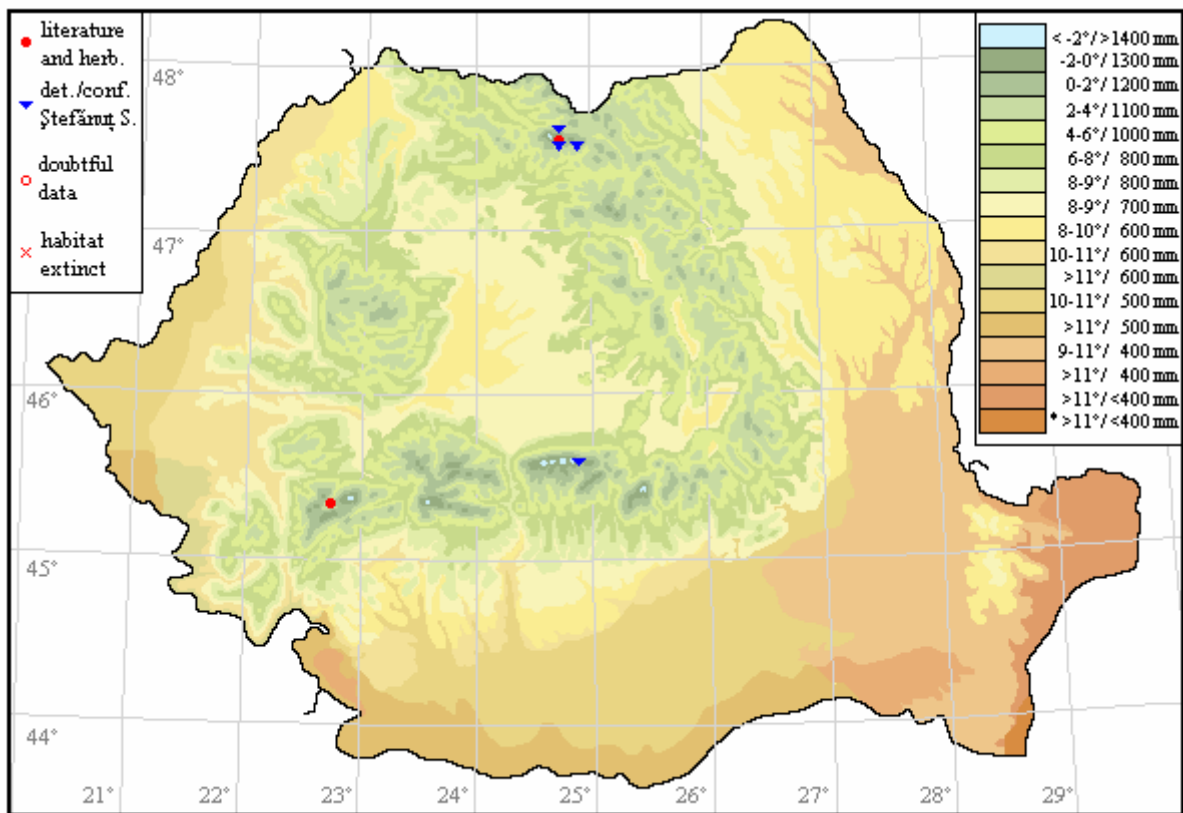 literature
and herb.
det./conf.
Ştefănuţ S.
doubtful
data
habitat
extinct
< -2°/>1400 mm
-2-0°/1300 mm
0-2°/1200 mm
2-4°/1100 mm
4-6°/1000 mm
6-8°/ 800 mm
8-9°/ 800 mm
8-9°/ 700 mm
8-10°/ 600 mm
10-11°/ 600 mm
>11°/ 600 mm
10-11°/ 500 mm
>11°/ 500 mm
9-11°/ 400 mm
>11°/ 400 mm
>11°/<400 mm
* >11°/<400 mm
48°
47°
46°
45°
44°
21° 22° 23° 24° 25° 26° 27° 28° 29°